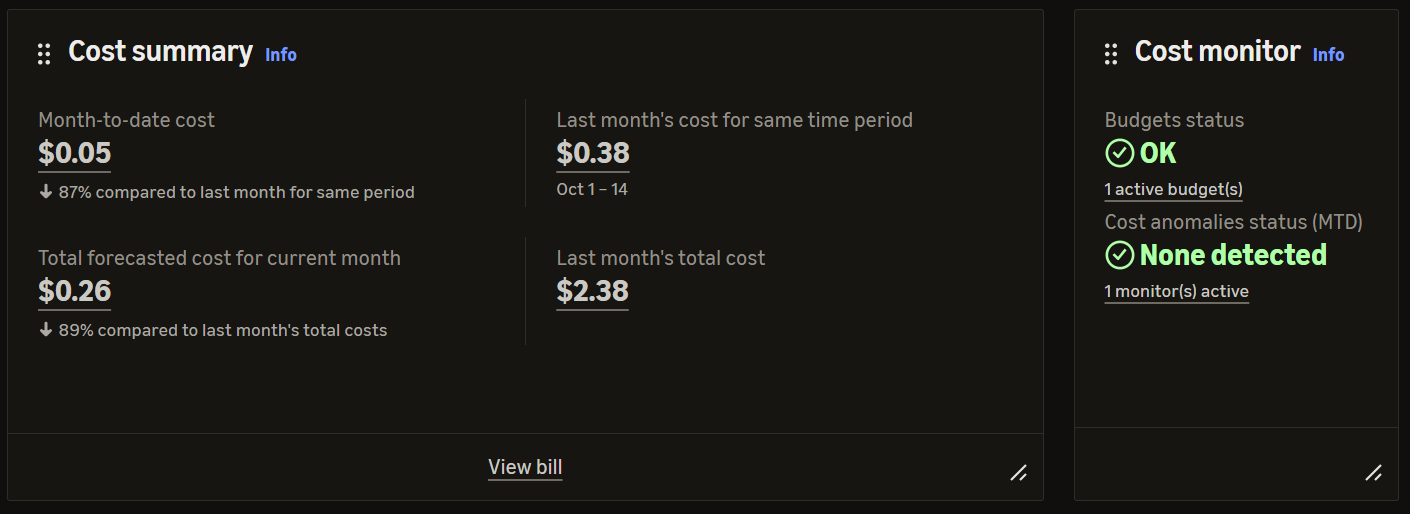 Cost summary Info
Month-to-date cost
$0.05
87% compared to last month for same period
Last month's cost for same time period
$0.38
Oct 1 – 14
Total forecasted cost for current month
$0.26
89% compared to last month's total costs
Last month's total cost
$2.38
View bill
Cost monitor Info
Budgets status
OK
1 active budget(s)
Cost anomalies status (MTD)
None detected
1 monitor(s) active